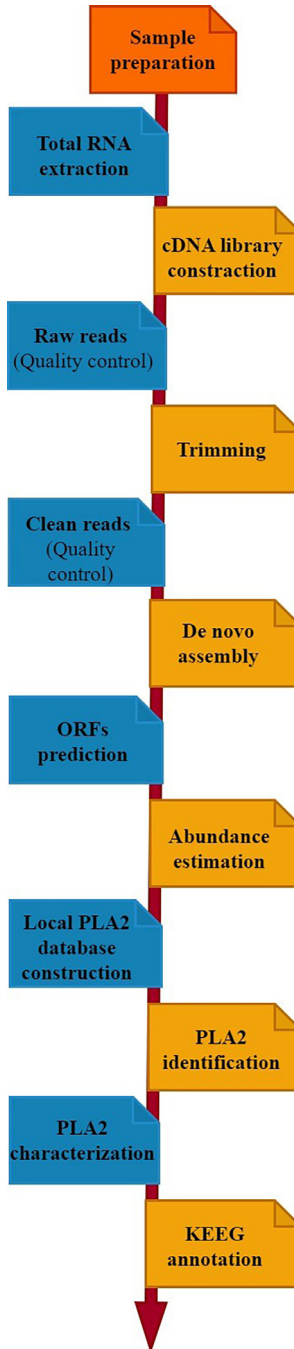 Sample
preparation
Total RNA
extraction
cDNA library
constraction
Raw reads
(Quality control)
Trimming
Clean reads
(Quality
control)
De novo
assembly
ORFs
prediction
Abundance
estimation
Local PLA2
database
construction
PLA2
identification
PLA2
characterization
KEEG
annotation